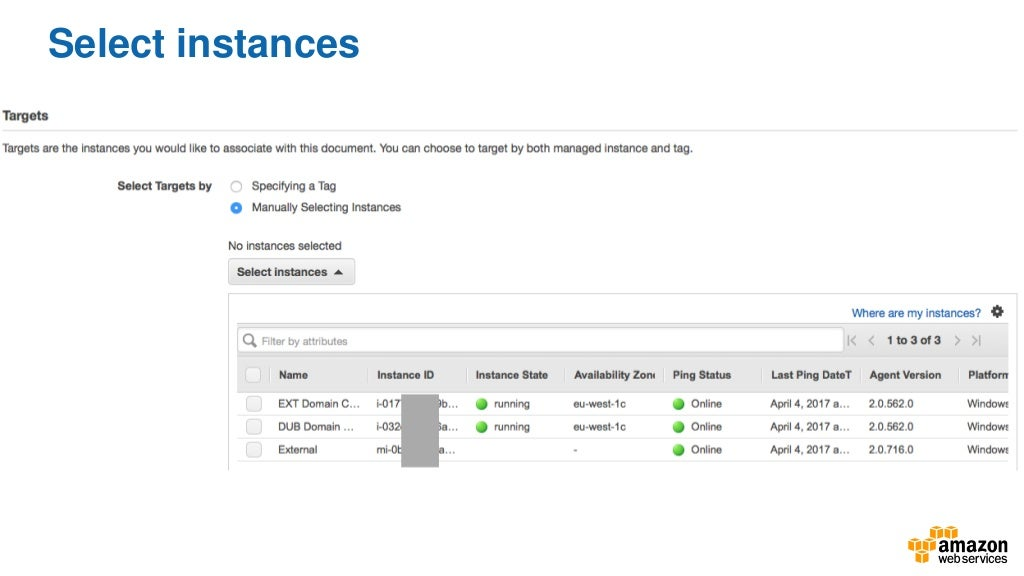 Select instances
Targets
Targets are the instances you would like to associate with this document. You can choose to target by both managed instance and tag.
Select Targets by
Specifying a Tag
Manually Selecting Instances
No instances selected
Select instances
Where are my instances?
Filter by attributes
1 to 3 of 3
Name Instance ID Instance State Availability Zone Ping Status Last Ping DateT Agent Version Platform
EXT Domain C... i-017 9b... running eu-west-1c Online April 4, 2017 a... 2.0.562.0 Windows
DUB Domain ... i-032 a... running eu-west-1c Online April 4, 2017 a... 2.0.562.0 Windows
External mi-0b a... - Online April 4, 2017 a... 2.0.716.0 Windows
amazon
web services